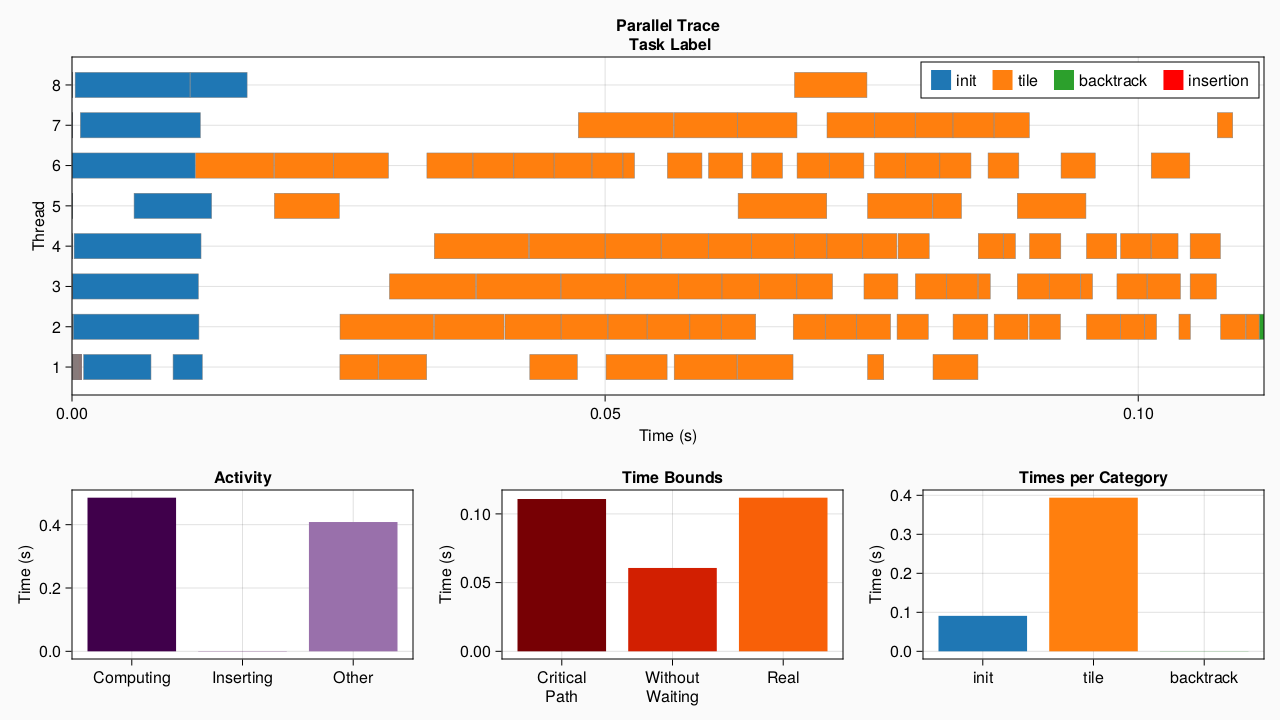 Parallel Trace
Task Label
init tile backtrack insertion
Thread
8
7
6
5
4
3
2
1
0.00 0.05 0.10
Time (s)
Activity
Time (s)
0.4
0.2
0.0
Computing Inserting Other
Time Bounds
Time (s)
0.10
0.05
0.00
Critical Path
Without Waiting
Real
Times per Category
Time (s)
0.4
0.3
0.2
0.1
0.0
init tile backtrack